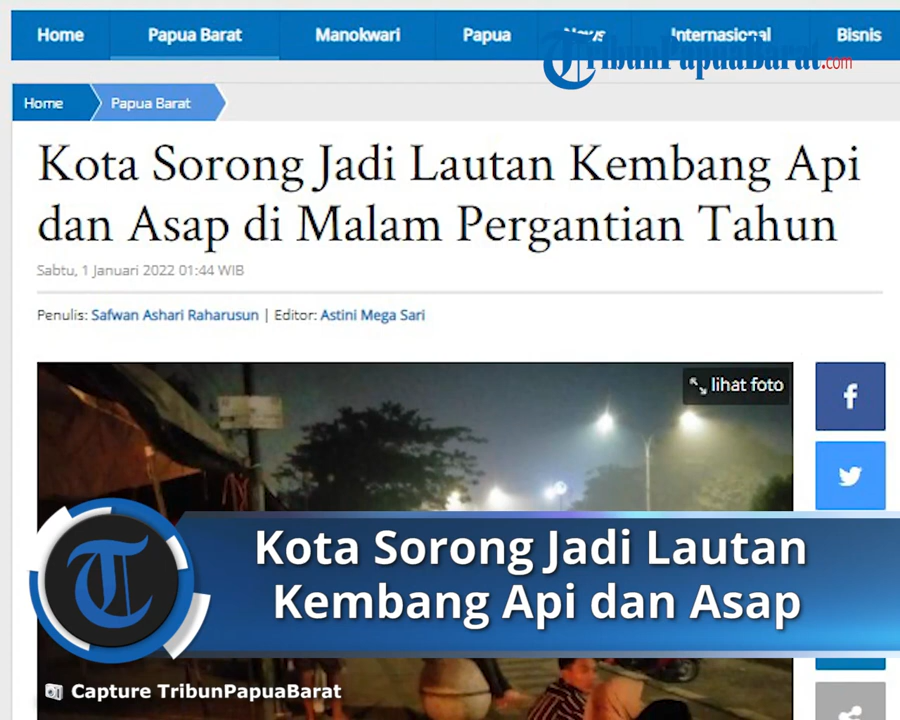 Home Papua Barat Manokwari Papua News Internasional Bisnis
TribunPapuaBarat.com
Home Papua Barat
Kota Sorong Jadi Lautan Kembang Api
dan Asap di Malam Pergantian Tahun
Sabtu, 1 Januari 2022 01:44 WIB
Penulis: Safwan Ashari Raharusun | Editor: Astini Mega Sari
lihat foto
Kota Sorong Jadi Lautan
Kembang Api dan Asap
Capture TribunPapuaBarat